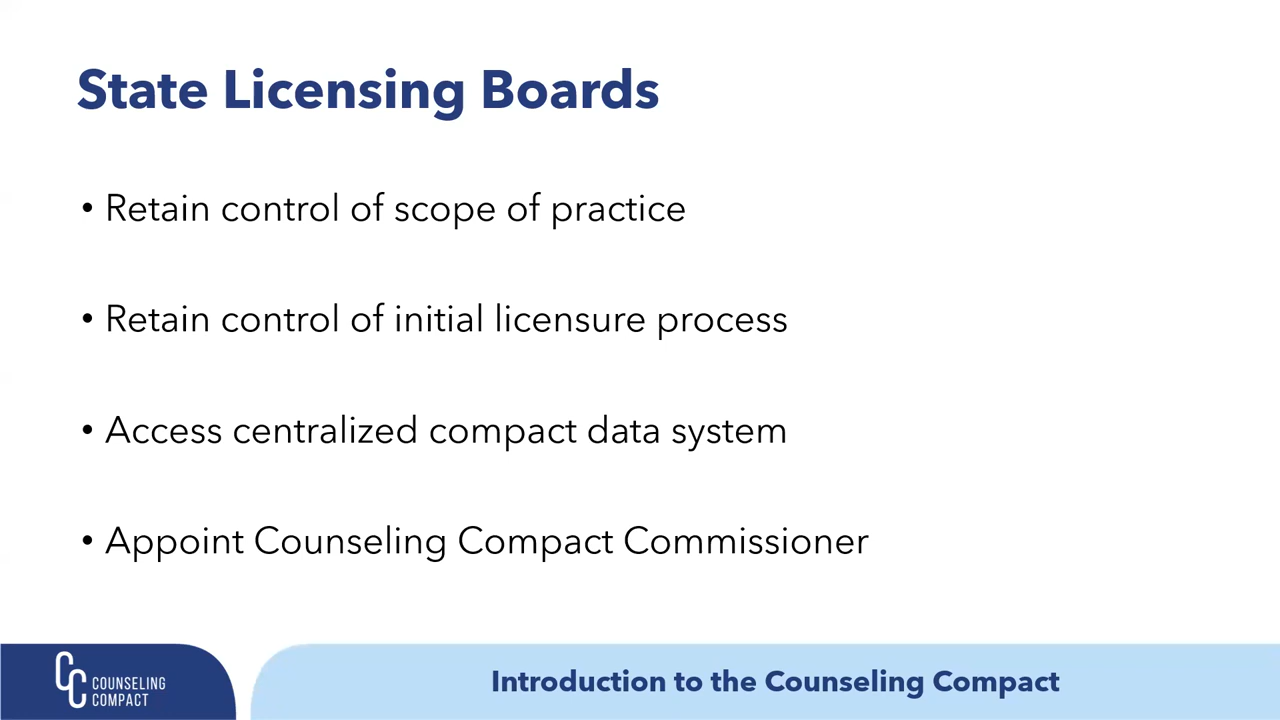 State Licensing Boards
• Retain control of scope of practice
• Retain control of initial licensure process
• Access centralized compact data system
• Appoint Counseling Compact Commissioner
CC COUNSELING
COMPACT
Introduction to the Counseling Compact